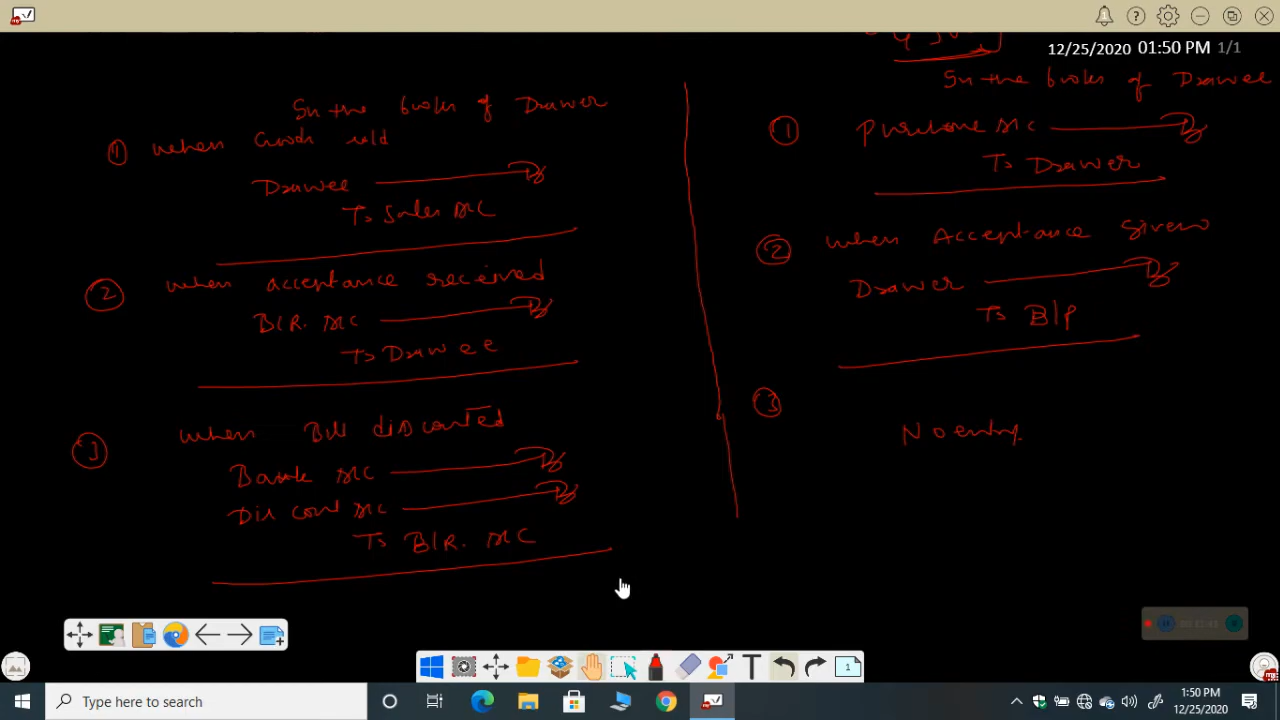 12/25/2020 01:50 PM 1/1
In the books of Drawer
1 when Goods sold
Drawee Dr
To Sales A/C
2 when acceptance received
B/R. A/C Dr
To Drawee
3 when Bill discounted
Bank A/C Dr
Discount A/C Dr
To B/R. A/C
In the books of Drawee
1 Purchase A/C Dr
To Drawer
2 when Acceptance given
Drawer Dr
To B/P
3
No entry
Type here to search
1:50 PM
12/25/2020